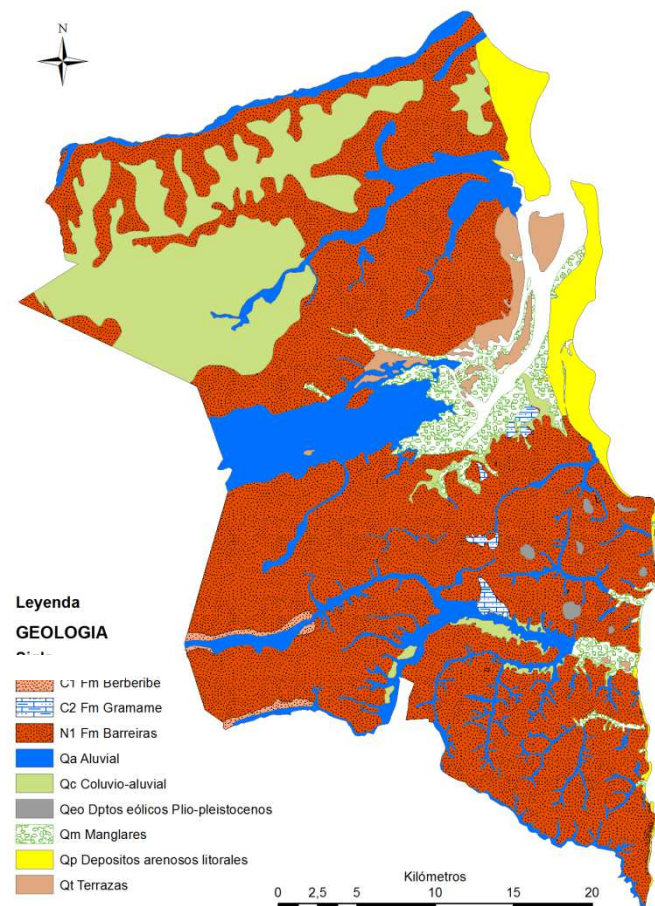 N
Leyenda
GEOLOGIA
C1 Fm Berberibe
C2 Fm Gramame
N1 Fm Barreiras
Qa Aluvial
Qc Coluvio-aluvial
Qeo Dptos eólicos Plio-pleistocenos
Qm Manglares
Qp Depositos arenosos litorales
Qt Terrazas
Kilómetros
0 2,5 5 10 15 20